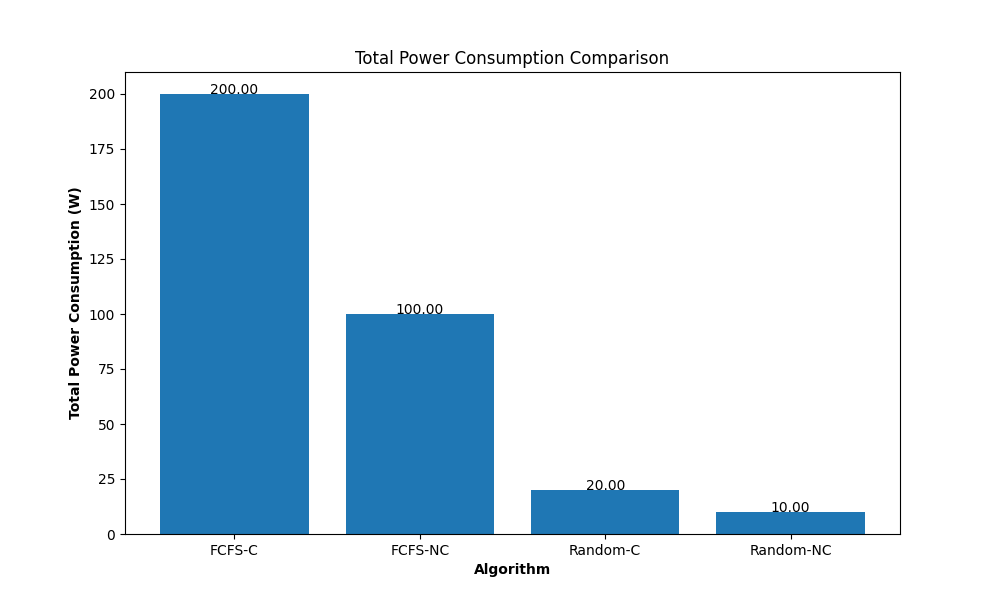 Total Power Consumption Comparison
Total Power Consumption (W)
200
175
150
125
100
75
50
25
0
200.00
100.00
20.00
10.00
FCFS-C
FCFS-NC
Random-C
Random-NC
Algorithm